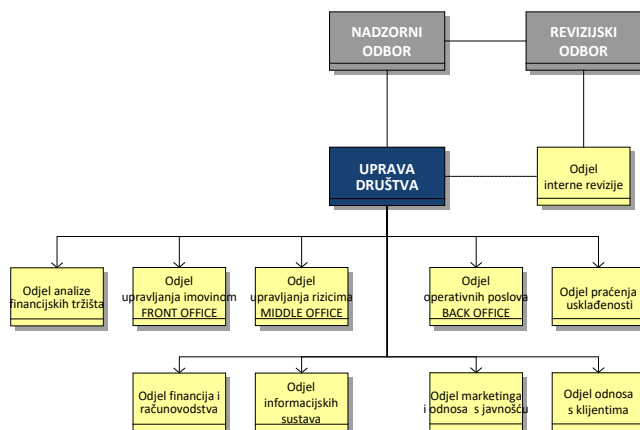 NADZORNI
ODBOR
REVIZIJSKI
ODBOR
UPRAVA
DRUŠTVA
Odjel
interne revizije
Odjel analize
financijskih tržišta
Odjel
upravljanja imovinom
FRONT OFFICE
Odjel
upravljanja rizicima
MIDDLE OFFICE
Odjel
operativnih poslova
BACK OFFICE
Odjel praćenja
usklađenosti
Odjel financija i
računovodstva
Odjel
informacijskih
sustava
Odjel marketinga
i odnosa s javnošću
Odjel odnosa
s klijentima